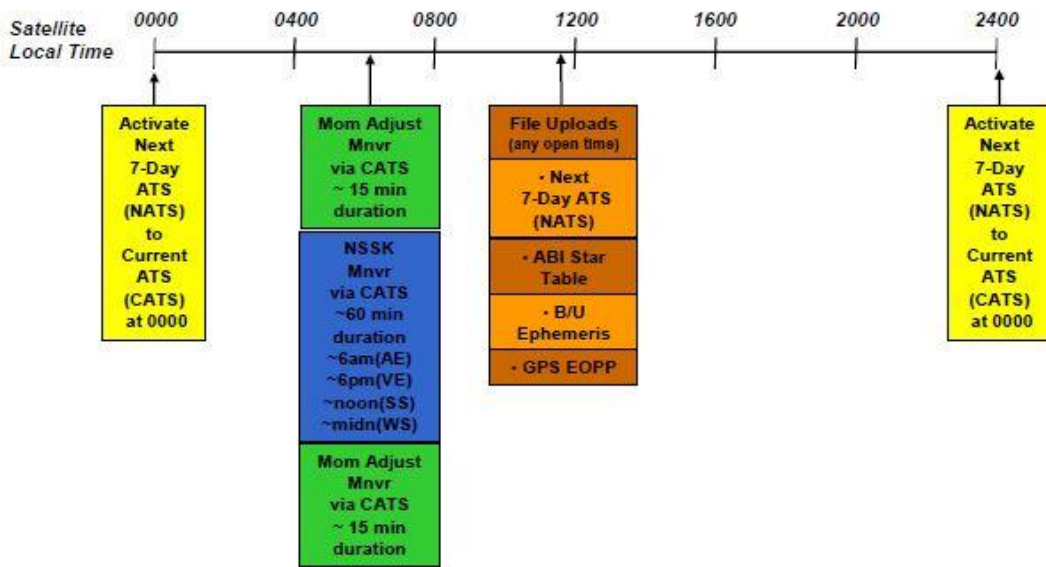 Satellite
Local Time
0000
0400
0800
1200
1600
2000
2400
Activate
Next
7-Day
ATS
(NATS)
to
Current
ATS
(CATS)
at 0000
Mom Adjust
Mnvr
via CATS
~ 15 min
duration
NSSK
Mnvr
via CATS
~60 min
duration
~6am(AE)
~6pm(VE)
~noon(SS)
~midn(WS)
Mom Adjust
Mnvr
via CATS
~ 15 min
duration
File Uploads
(any open time)
• Next
7-Day ATS
(NATS)
• ABI Star
Table
• B/U
Ephemeris
• GPS EOPP
Activate
Next
7-Day
ATS
(NATS)
to
Current
ATS
(CATS)
at 0000